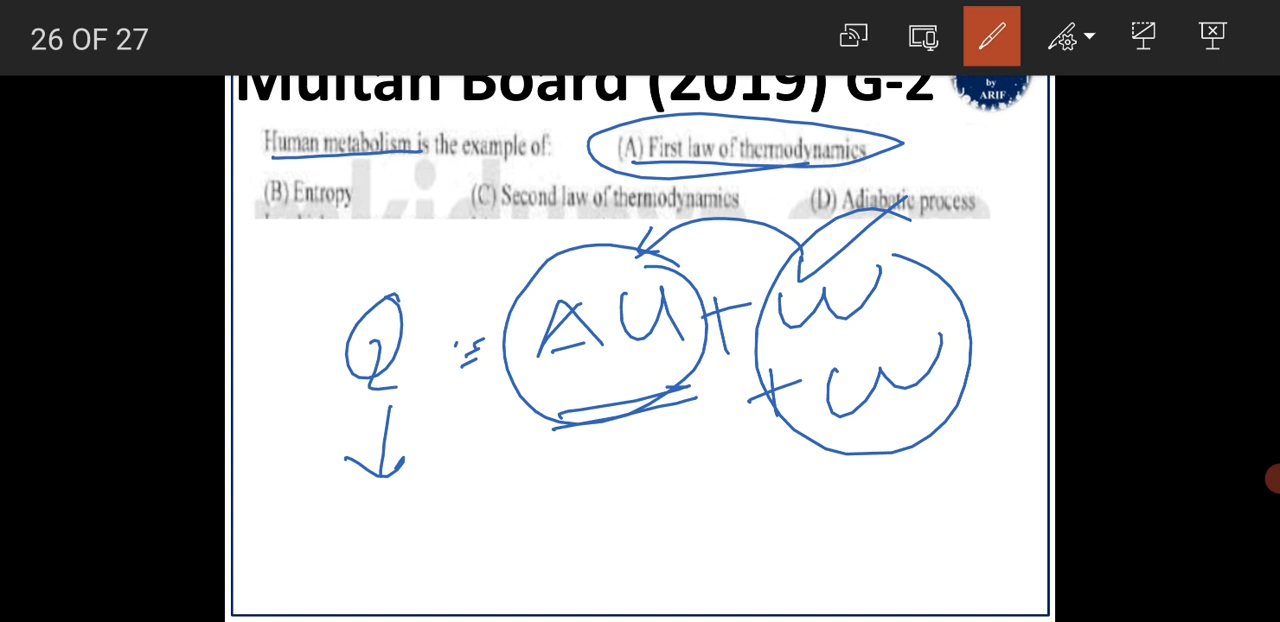 26 OF 27
Multan Board (2019) G-2
by
ARIF
Human metabolism is the example of: (A) First law of thermodynamics
(B) Entropy (C) Second law of thermodynamics (D) Adiabatic process
Q = ΔU + W
+ W